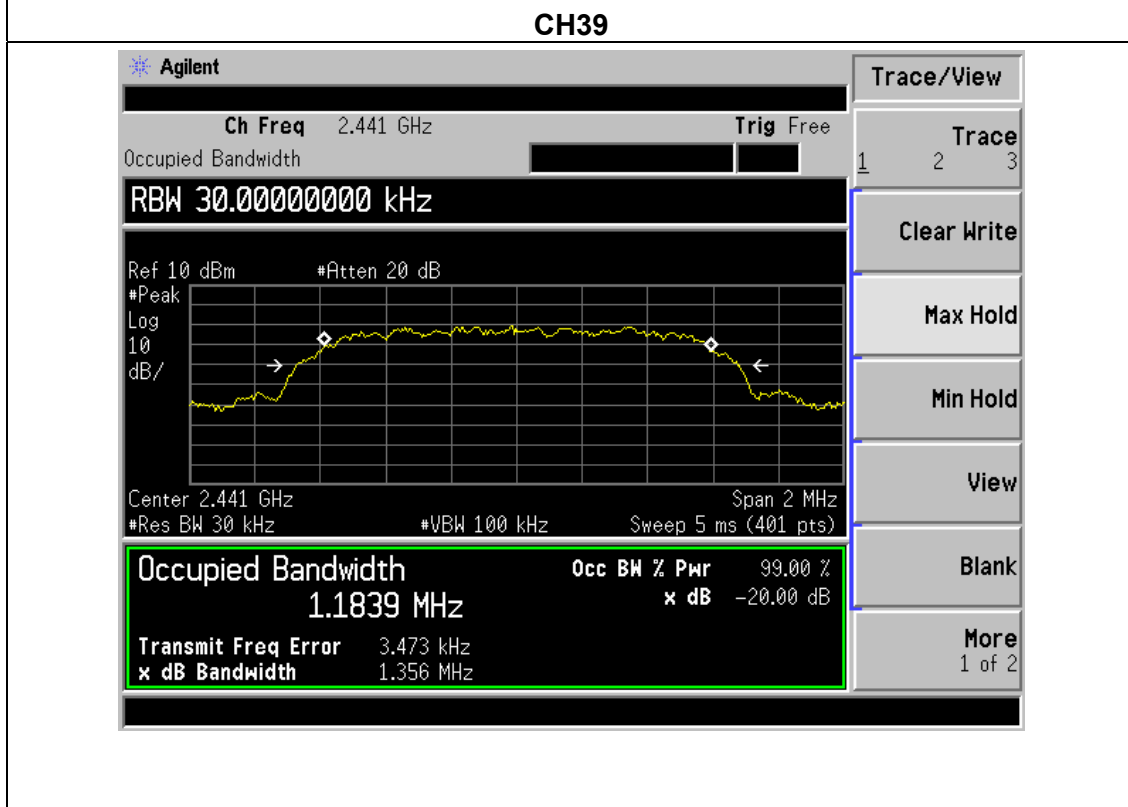 CH39
Agilent
Trace/View
Ch Freq 2.441 GHz Trig Free
Occupied Bandwidth
Trace
1 2 3
RBW 30.00000000 kHz
Clear Write
Ref 10 dBm #Atten 20 dB
#Peak
Log
10
dB/
Max Hold
Min Hold
View
Center 2.441 GHz Span 2 MHz
#Res BW 30 kHz #VBW 100 kHz Sweep 5 ms (401 pts)
Occupied Bandwidth Occ BW % Pwr 99.00 %
1.1839 MHz x dB -20.00 dB
Blank
Transmit Freq Error 3.473 kHz
x dB Bandwidth 1.356 MHz
More
1 of 2